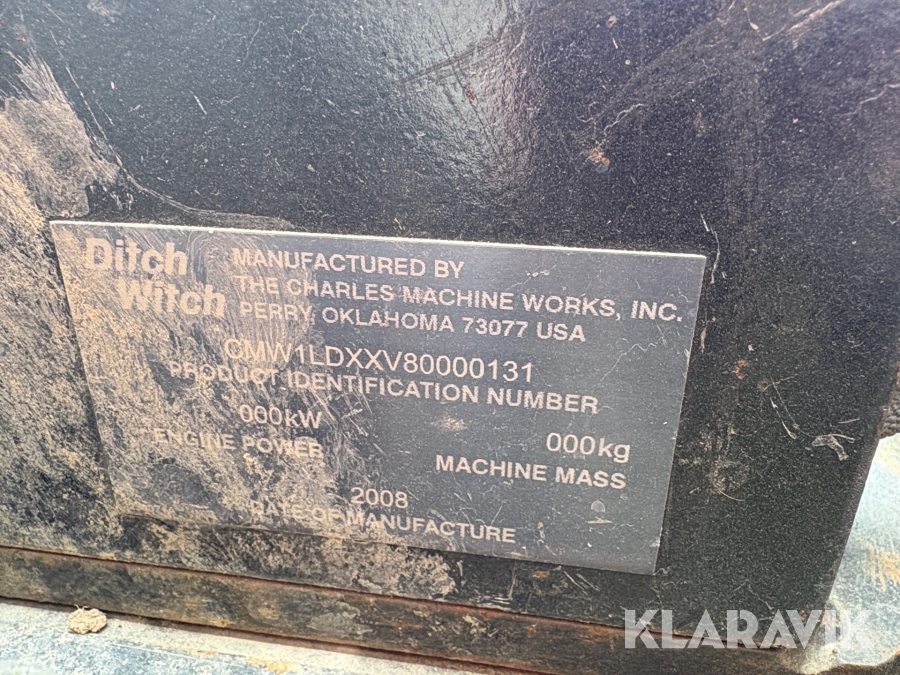 Ditch Witch
MANUFACTURED BY
THE CHARLES MACHINE WORKS, INC.
PERRY, OKLAHOMA 73077 USA
CMW1LDXXV80000131
PRODUCT IDENTIFICATION NUMBER
000kW
ENGINE POWER
000kg
MACHINE MASS
2008
DATE OF MANUFACTURE
KLARAVIK